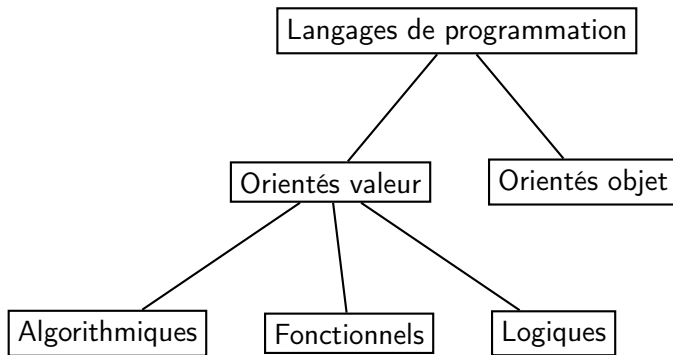 Langages de programmation
Orientés valeur
Orientés objet
Algorithmiques
Fonctionnels
Logiques